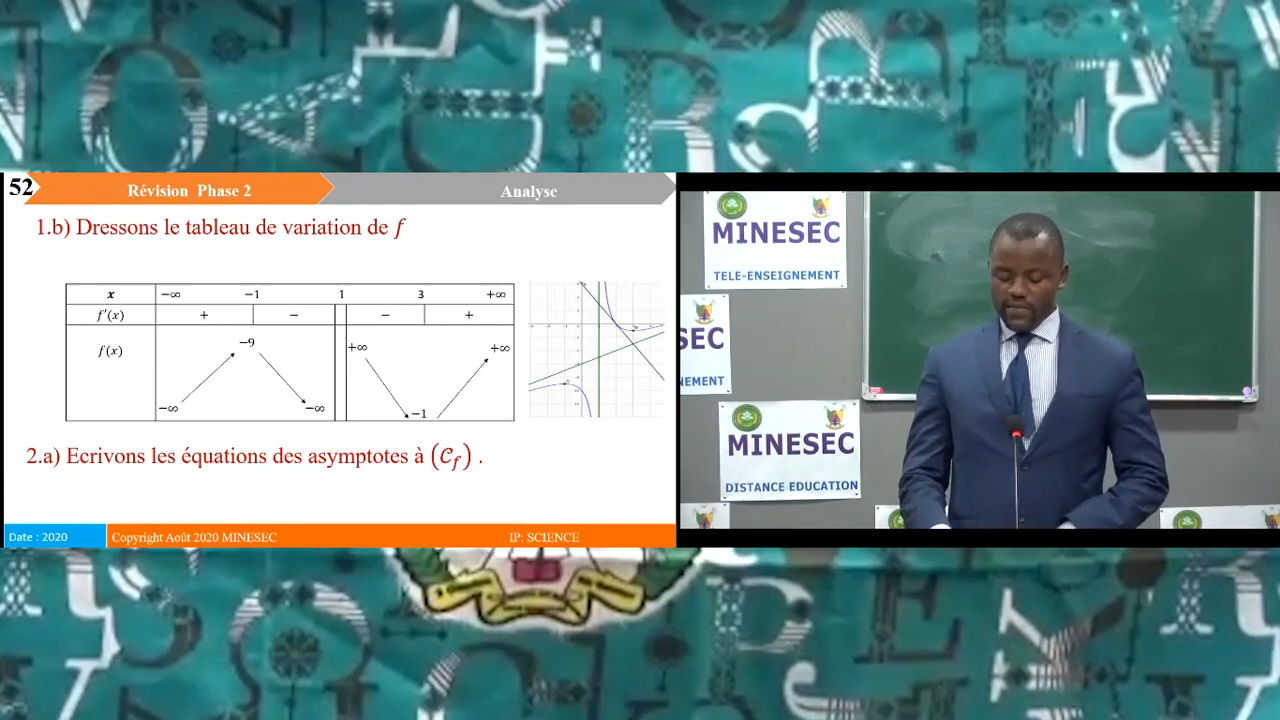 52
Révision Phase 2
Analyse
1.b) Dressons le tableau de variation de f
x −∞ −1 1 3 +∞
f'(x) + − − +
f(x) −∞ −9 −∞ +∞ −1 +∞
2.a) Ecrivons les équations des asymptotes à (𝒞f) .
Date : 2020
Copyright Août 2020 MINESEC
IP: SCIENCE
MINESEC
TELE-ENSEIGNEMENT
SEC
NEMENT
MINESEC
DISTANCE EDUCATION